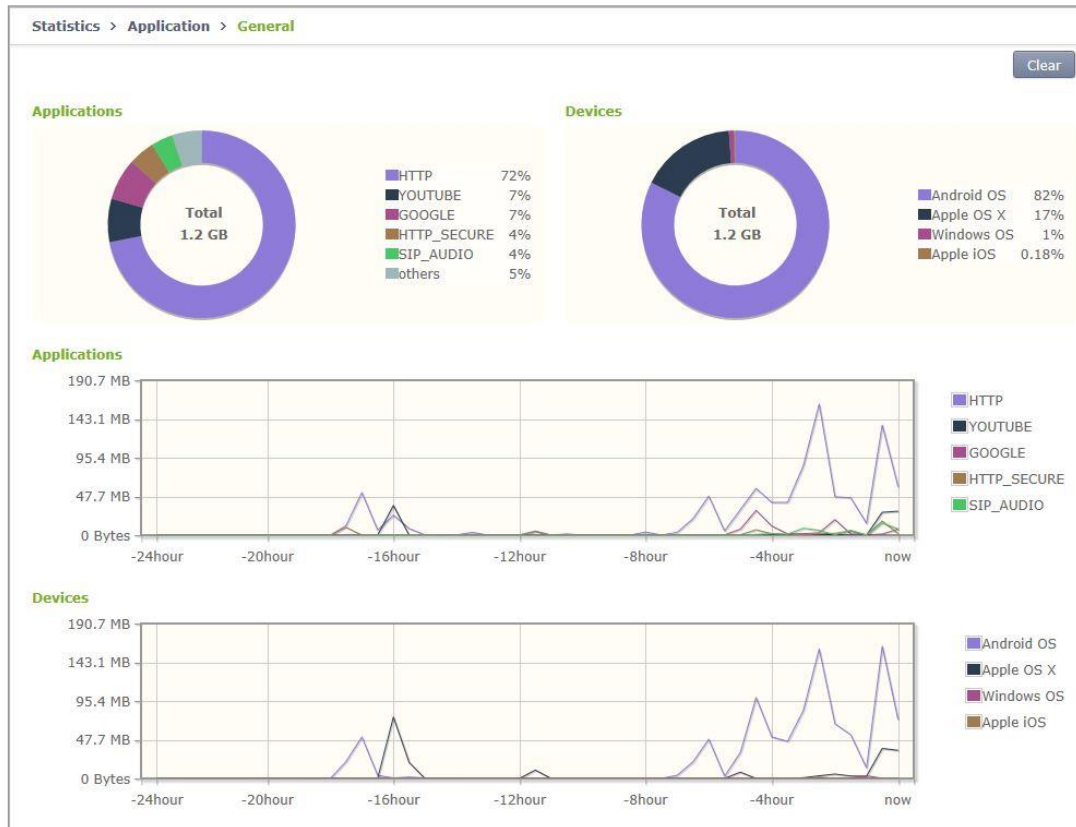 Statistics > Application > General
Clear
Applications
Total
1.2 GB
HTTP 72%
YOUTUBE 7%
GOOGLE 7%
HTTP_SECURE 4%
SIP_AUDIO 4%
others 5%
Devices
Total
1.2 GB
Android OS 82%
Apple OS X 17%
Windows OS 1%
Apple iOS 0.18%
Applications
190.7 MB
143.1 MB
95.4 MB
47.7 MB
0 Bytes
-24hour -20hour -16hour -12hour -8hour -4hour now
HTTP
YOUTUBE
GOOGLE
HTTP_SECURE
SIP_AUDIO
Devices
190.7 MB
143.1 MB
95.4 MB
47.7 MB
0 Bytes
-24hour -20hour -16hour -12hour -8hour -4hour now
Android OS
Apple OS X
Windows OS
Apple iOS